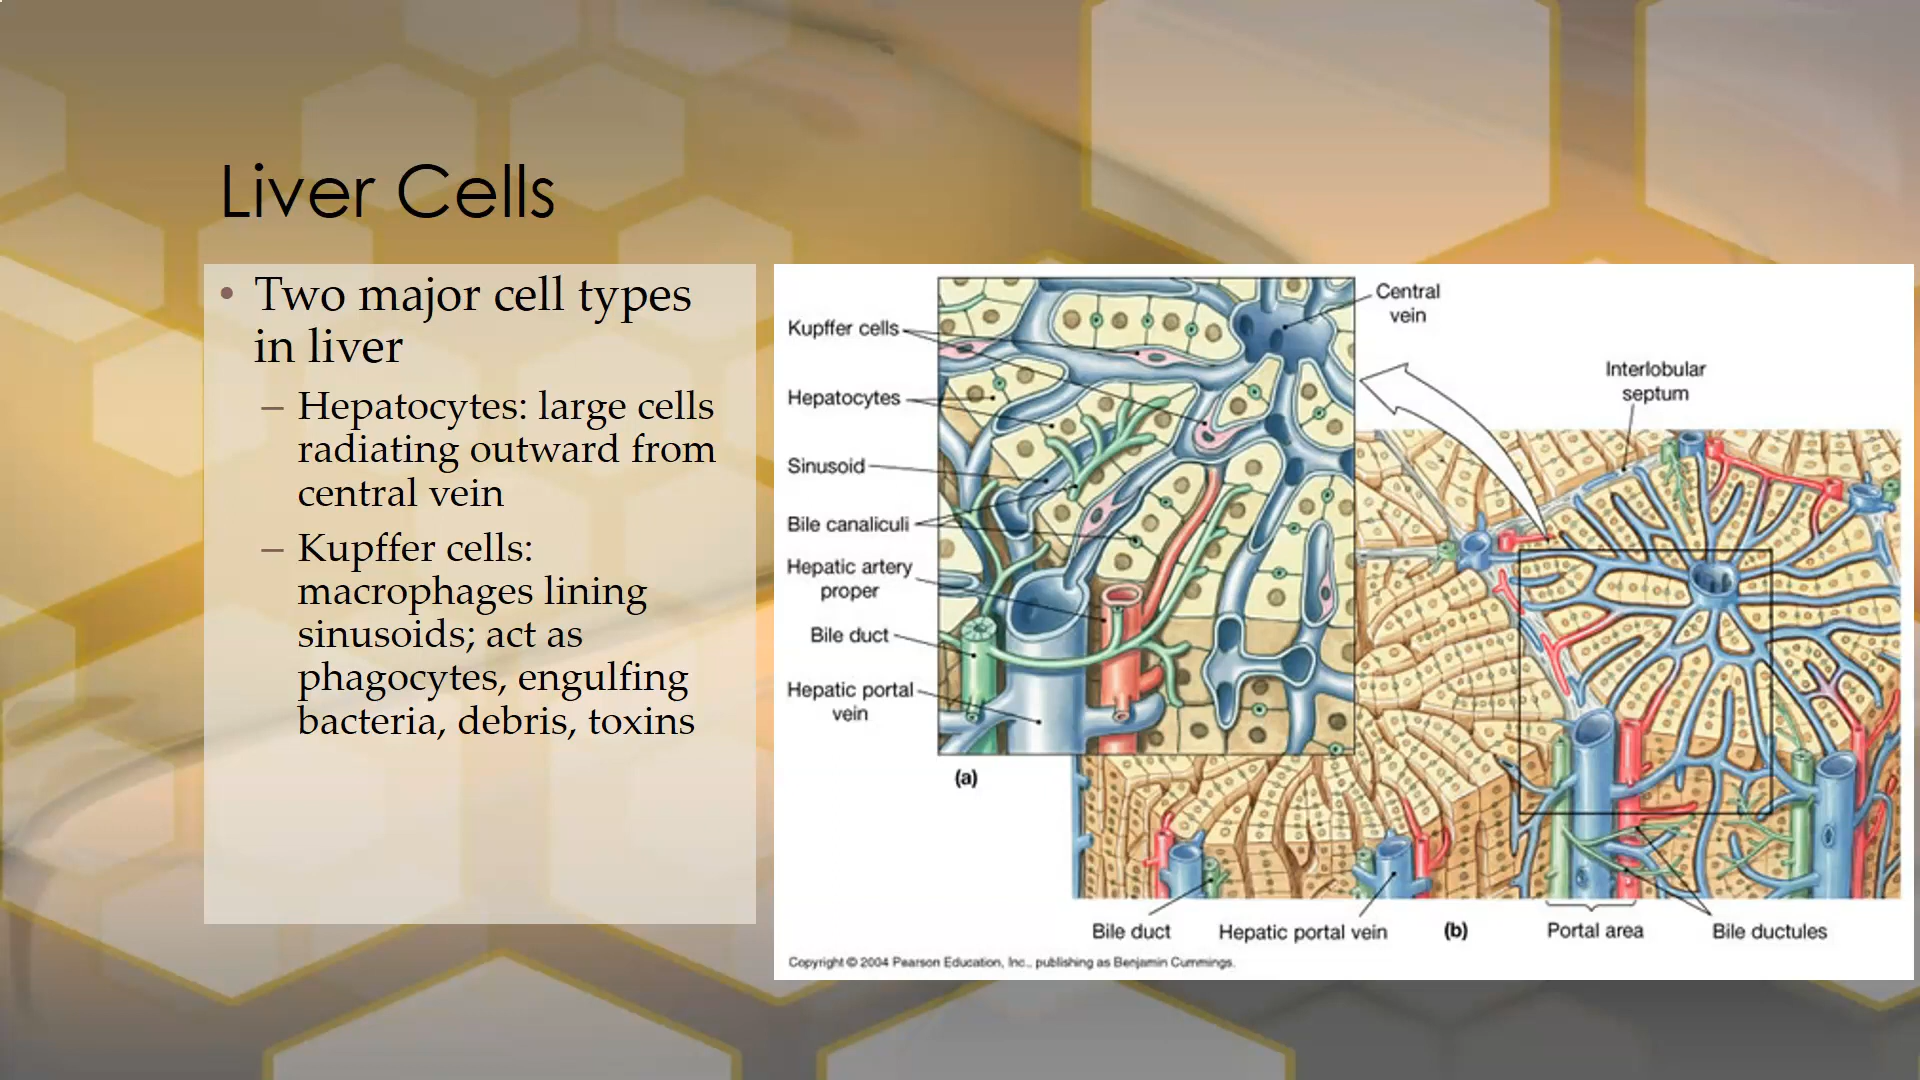 Liver Cells
• Two major cell types
in liver
– Hepatocytes: large cells
radiating outward from
central vein
– Kupffer cells:
macrophages lining
sinusoids; act as
phagocytes, engulfing
bacteria, debris, toxins
Kupffer cells
Hepatocytes
Sinusoid
Bile canaliculi
Hepatic artery
proper
Bile duct
Hepatic portal
vein
(a)
Central
vein
Interlobular
septum
Bile duct
Hepatic portal vein
(b)
Portal area
Bile ductules
Copyright © 2004 Pearson Education, Inc., publishing as Benjamin Cummings.